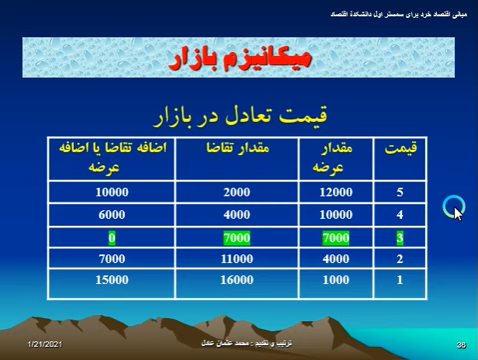 مبانی اقتصاد خرد برای سمستر اول دانشکدهٔ اقتصاد
میکانیزم بازار
قیمت تعادل در بازار
قیمت مقدار عرضه مقدار تقاضا اضافه تقاضا یا اضافه عرضه
5 12000 2000 10000
4 10000 4000 6000
3 7000 7000 0
2 4000 11000 7000
1 1000 16000 15000
1/21/2021 ترتیب و تقدیم : محمد عثمان عادل 38